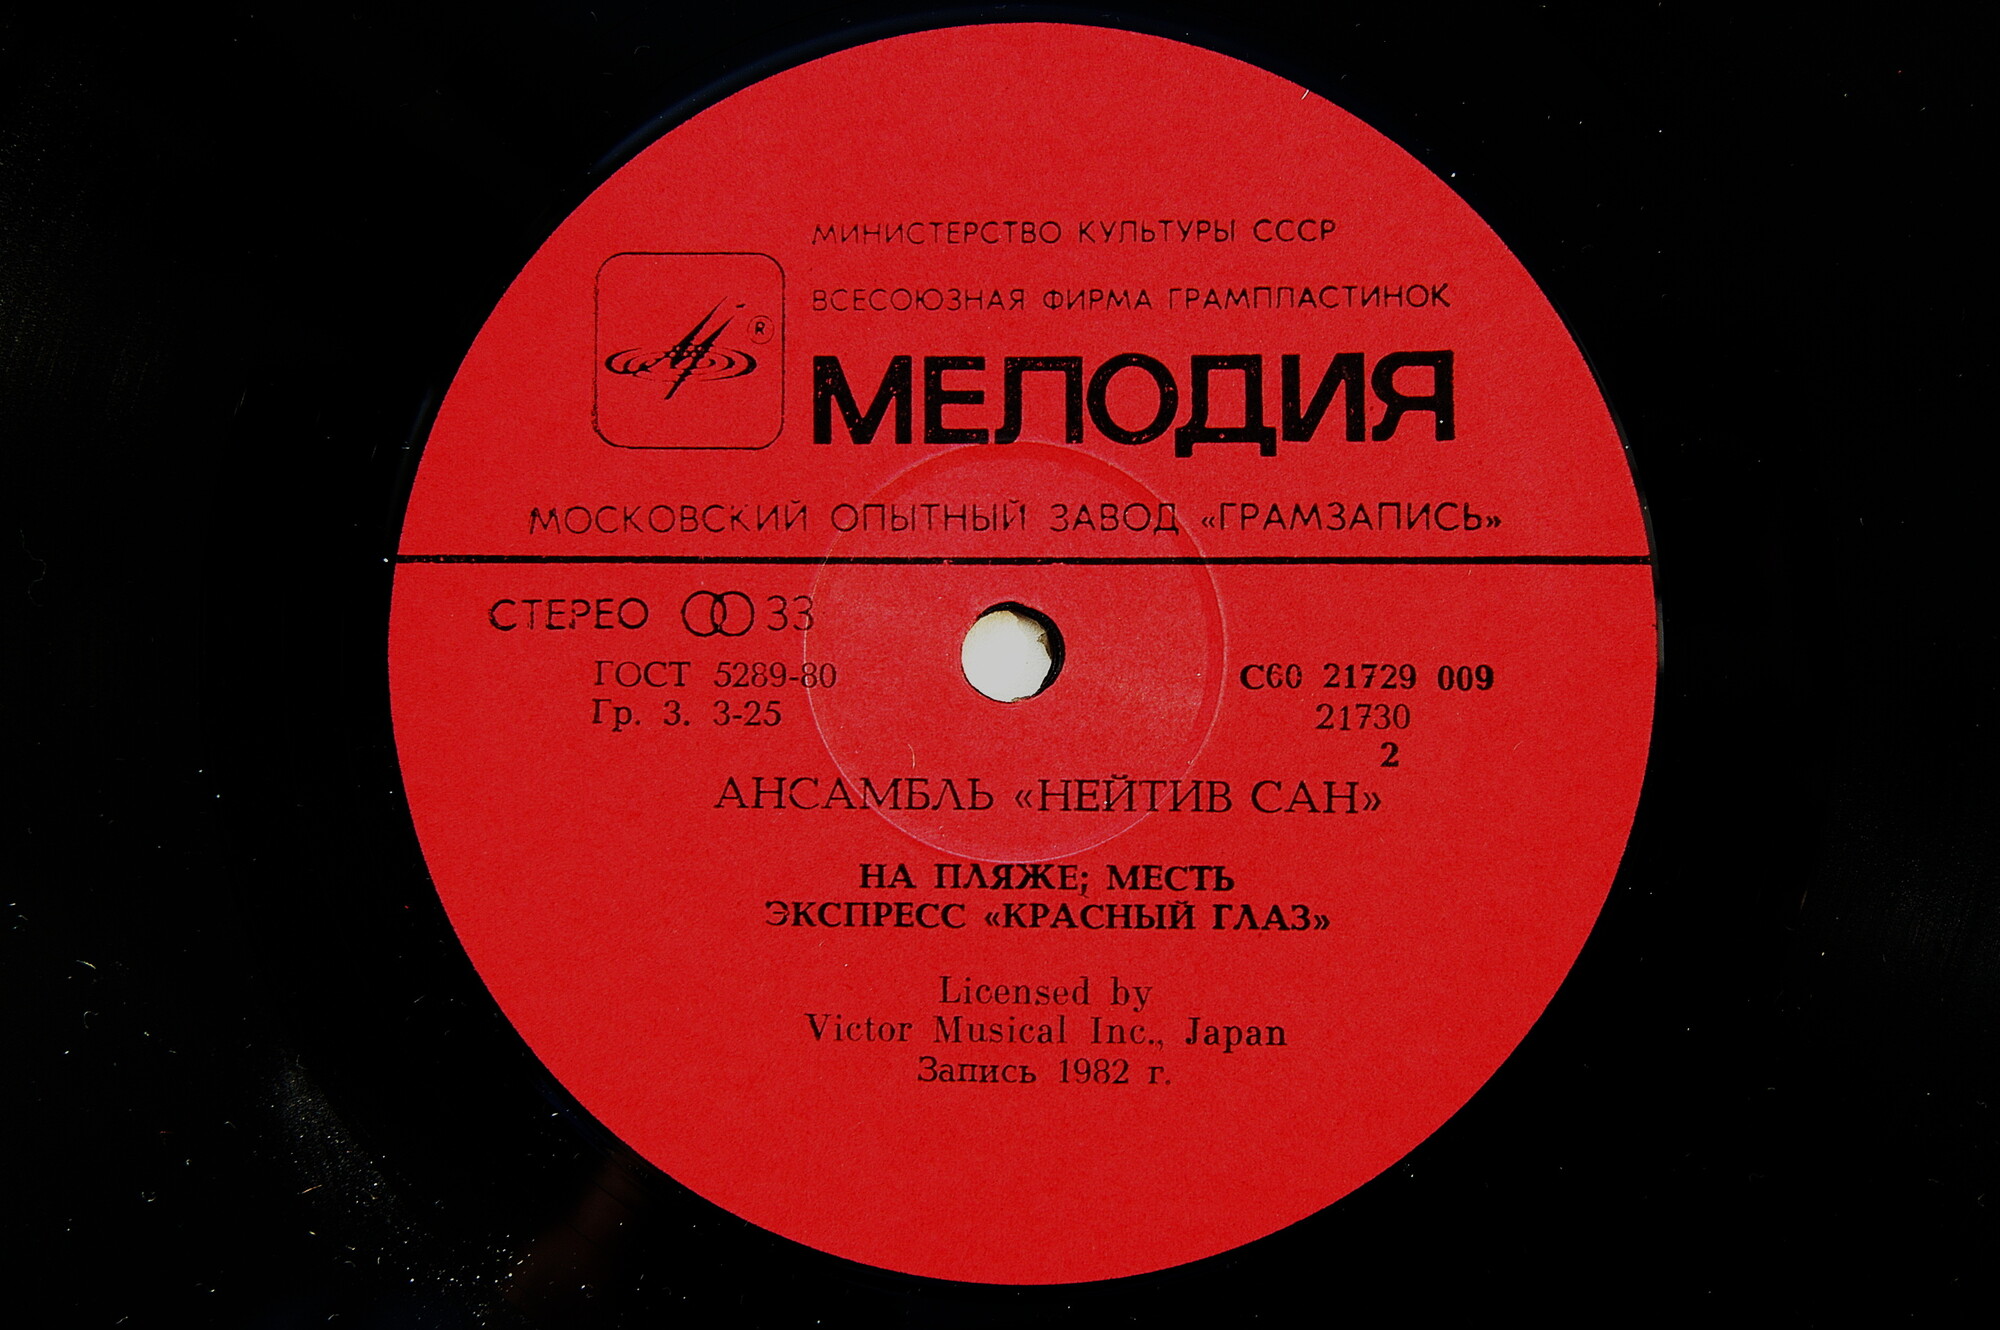 МИНИСТЕРСТВО КУЛЬТУРЫ СССР
ВСЕСОЮЗНАЯ ФИРМА ГРАМПЛАСТИНОК
®
МЕЛОДИЯ
МОСКОВСКИЙ ОПЫТНЫЙ ЗАВОД «ГРАМЗАПИСЬ»
СТЕРЕО 33
ГОСТ 5289-80
Гр. 3. 3-25
С60 21729 009
21730
2
АНСАМБЛЬ «НЕЙТИВ САН»
НА ПЛЯЖЕ; МЕСТЬ
ЭКСПРЕСС «КРАСНЫЙ ГЛАЗ»
Licensed by
Victor Musical Inc., Japan
Запись 1982 г.